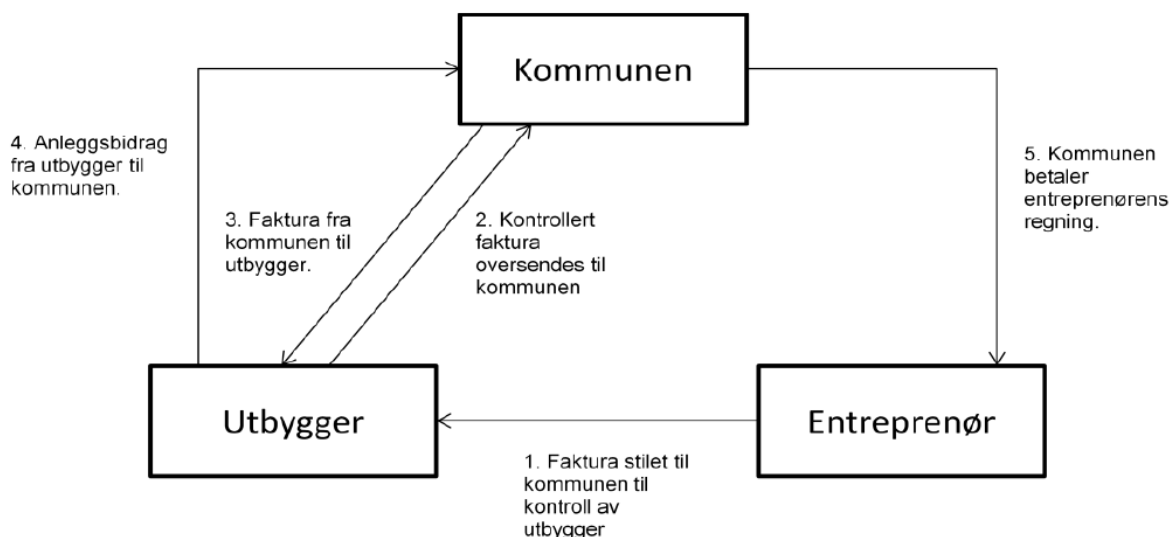 Kommunen
4. Anleggsbidrag
fra utbygger til
kommunen.
3. Faktura fra
kommunen til
utbygger.
2. Kontrollert
faktura
oversendes til
kommunen
5. Kommunen
betaler
entreprenørens
regning.
Utbygger
Entreprenør
1. Faktura stilet til
kommunen til
kontroll av
utbygger